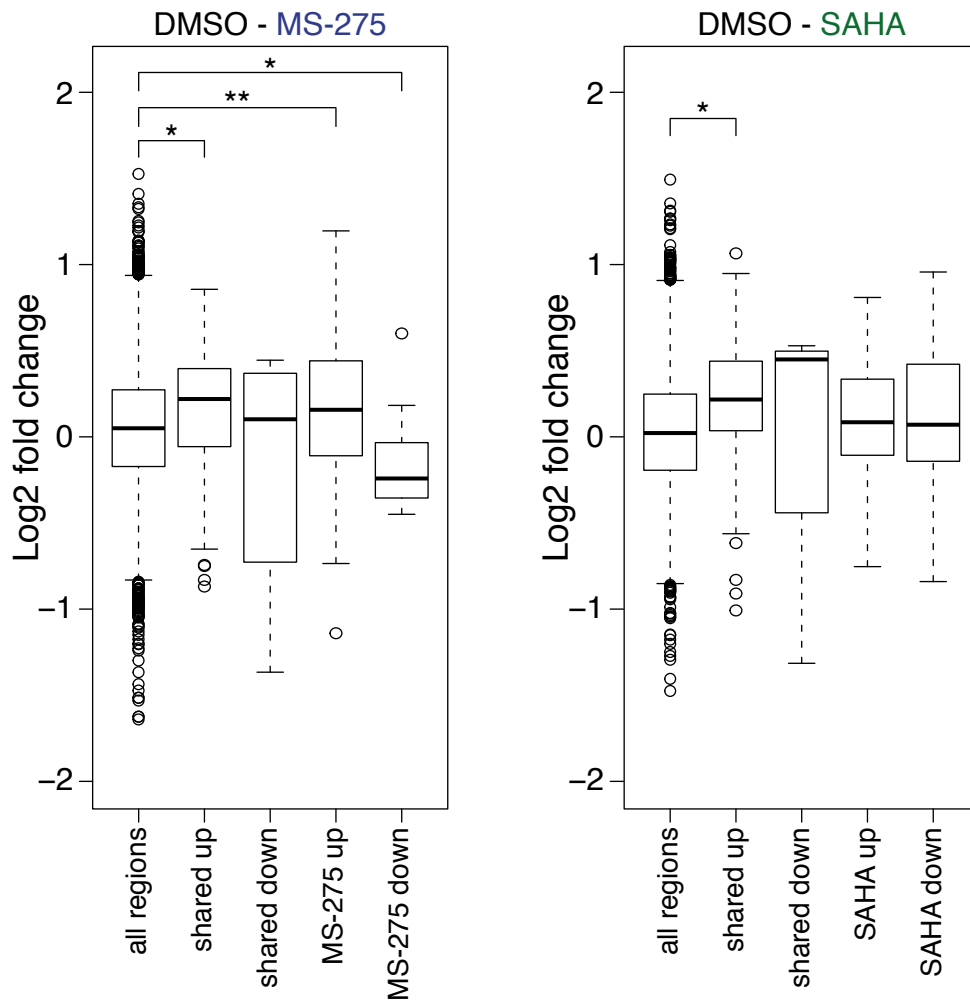 DMSO - MS-275
*
**
*
2
1
0
−1
−2
Log2 fold change
all regions
shared up
shared down
MS-275 up
MS-275 down
DMSO - SAHA
*
2
1
0
−1
−2
Log2 fold change
all regions
shared up
shared down
SAHA up
SAHA down